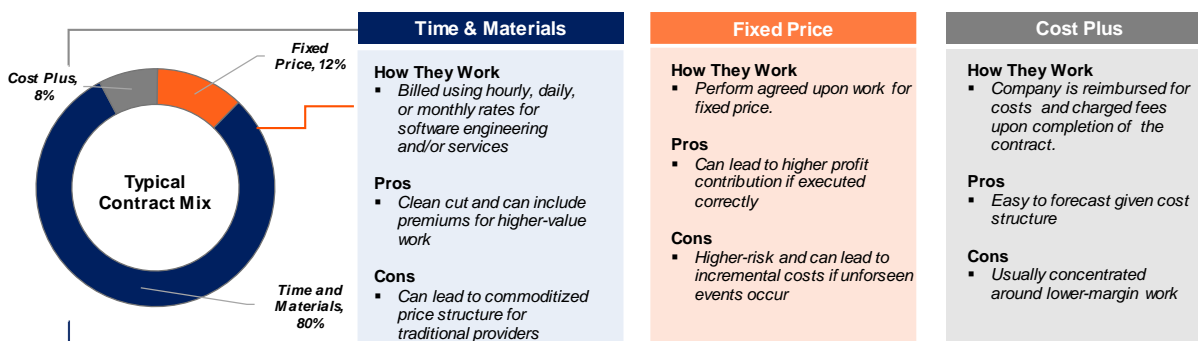 Fixed
Price, 12%
Cost Plus,
8%
Typical
Contract Mix
Time and
Materials,
80%
Time & Materials
How They Work
▪ Billed using hourly, daily,
or monthly rates for
software engineering
and/or services
Pros
▪ Clean cut and can include
premiums for higher-value
work
Cons
▪ Can lead to commoditized
price structure for
traditional providers
Fixed Price
How They Work
▪ Perform agreed upon work for
fixed price.
Pros
▪ Can lead to higher profit
contribution if executed
correctly
Cons
▪ Higher-risk and can lead to
incremental costs if unforseen
events occur
Cost Plus
How They Work
▪ Company is reimbursed for
costs and charged fees
upon completion of the
contract.
Pros
▪ Easy to forecast given cost
structure
Cons
▪ Usually concentrated
around lower-margin work